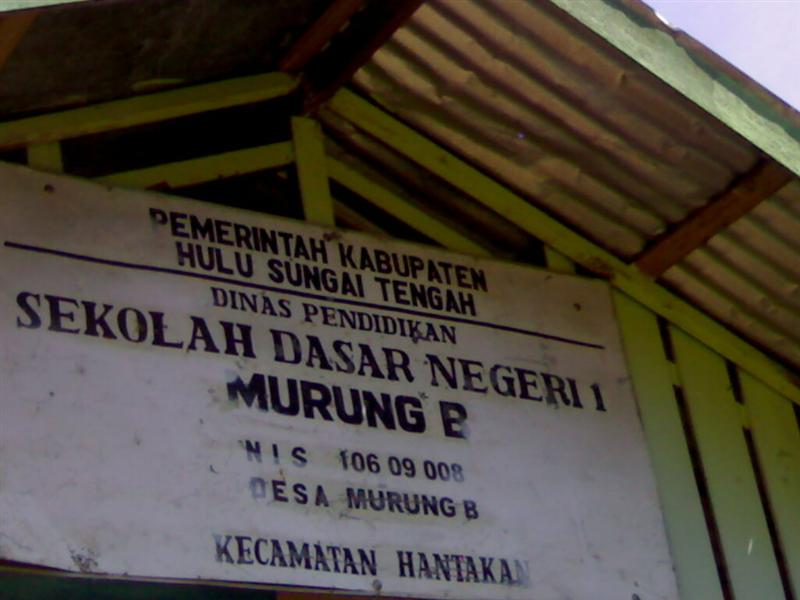 PEMERINTAH KABUPATEN
HULU SUNGAI TENGAH
DINAS PENDIDIKAN
SEKOLAH DASAR NEGERI 1
MURUNG B
NIS 106 09 008
DESA MURUNG B
KECAMATAN HANTAKAN